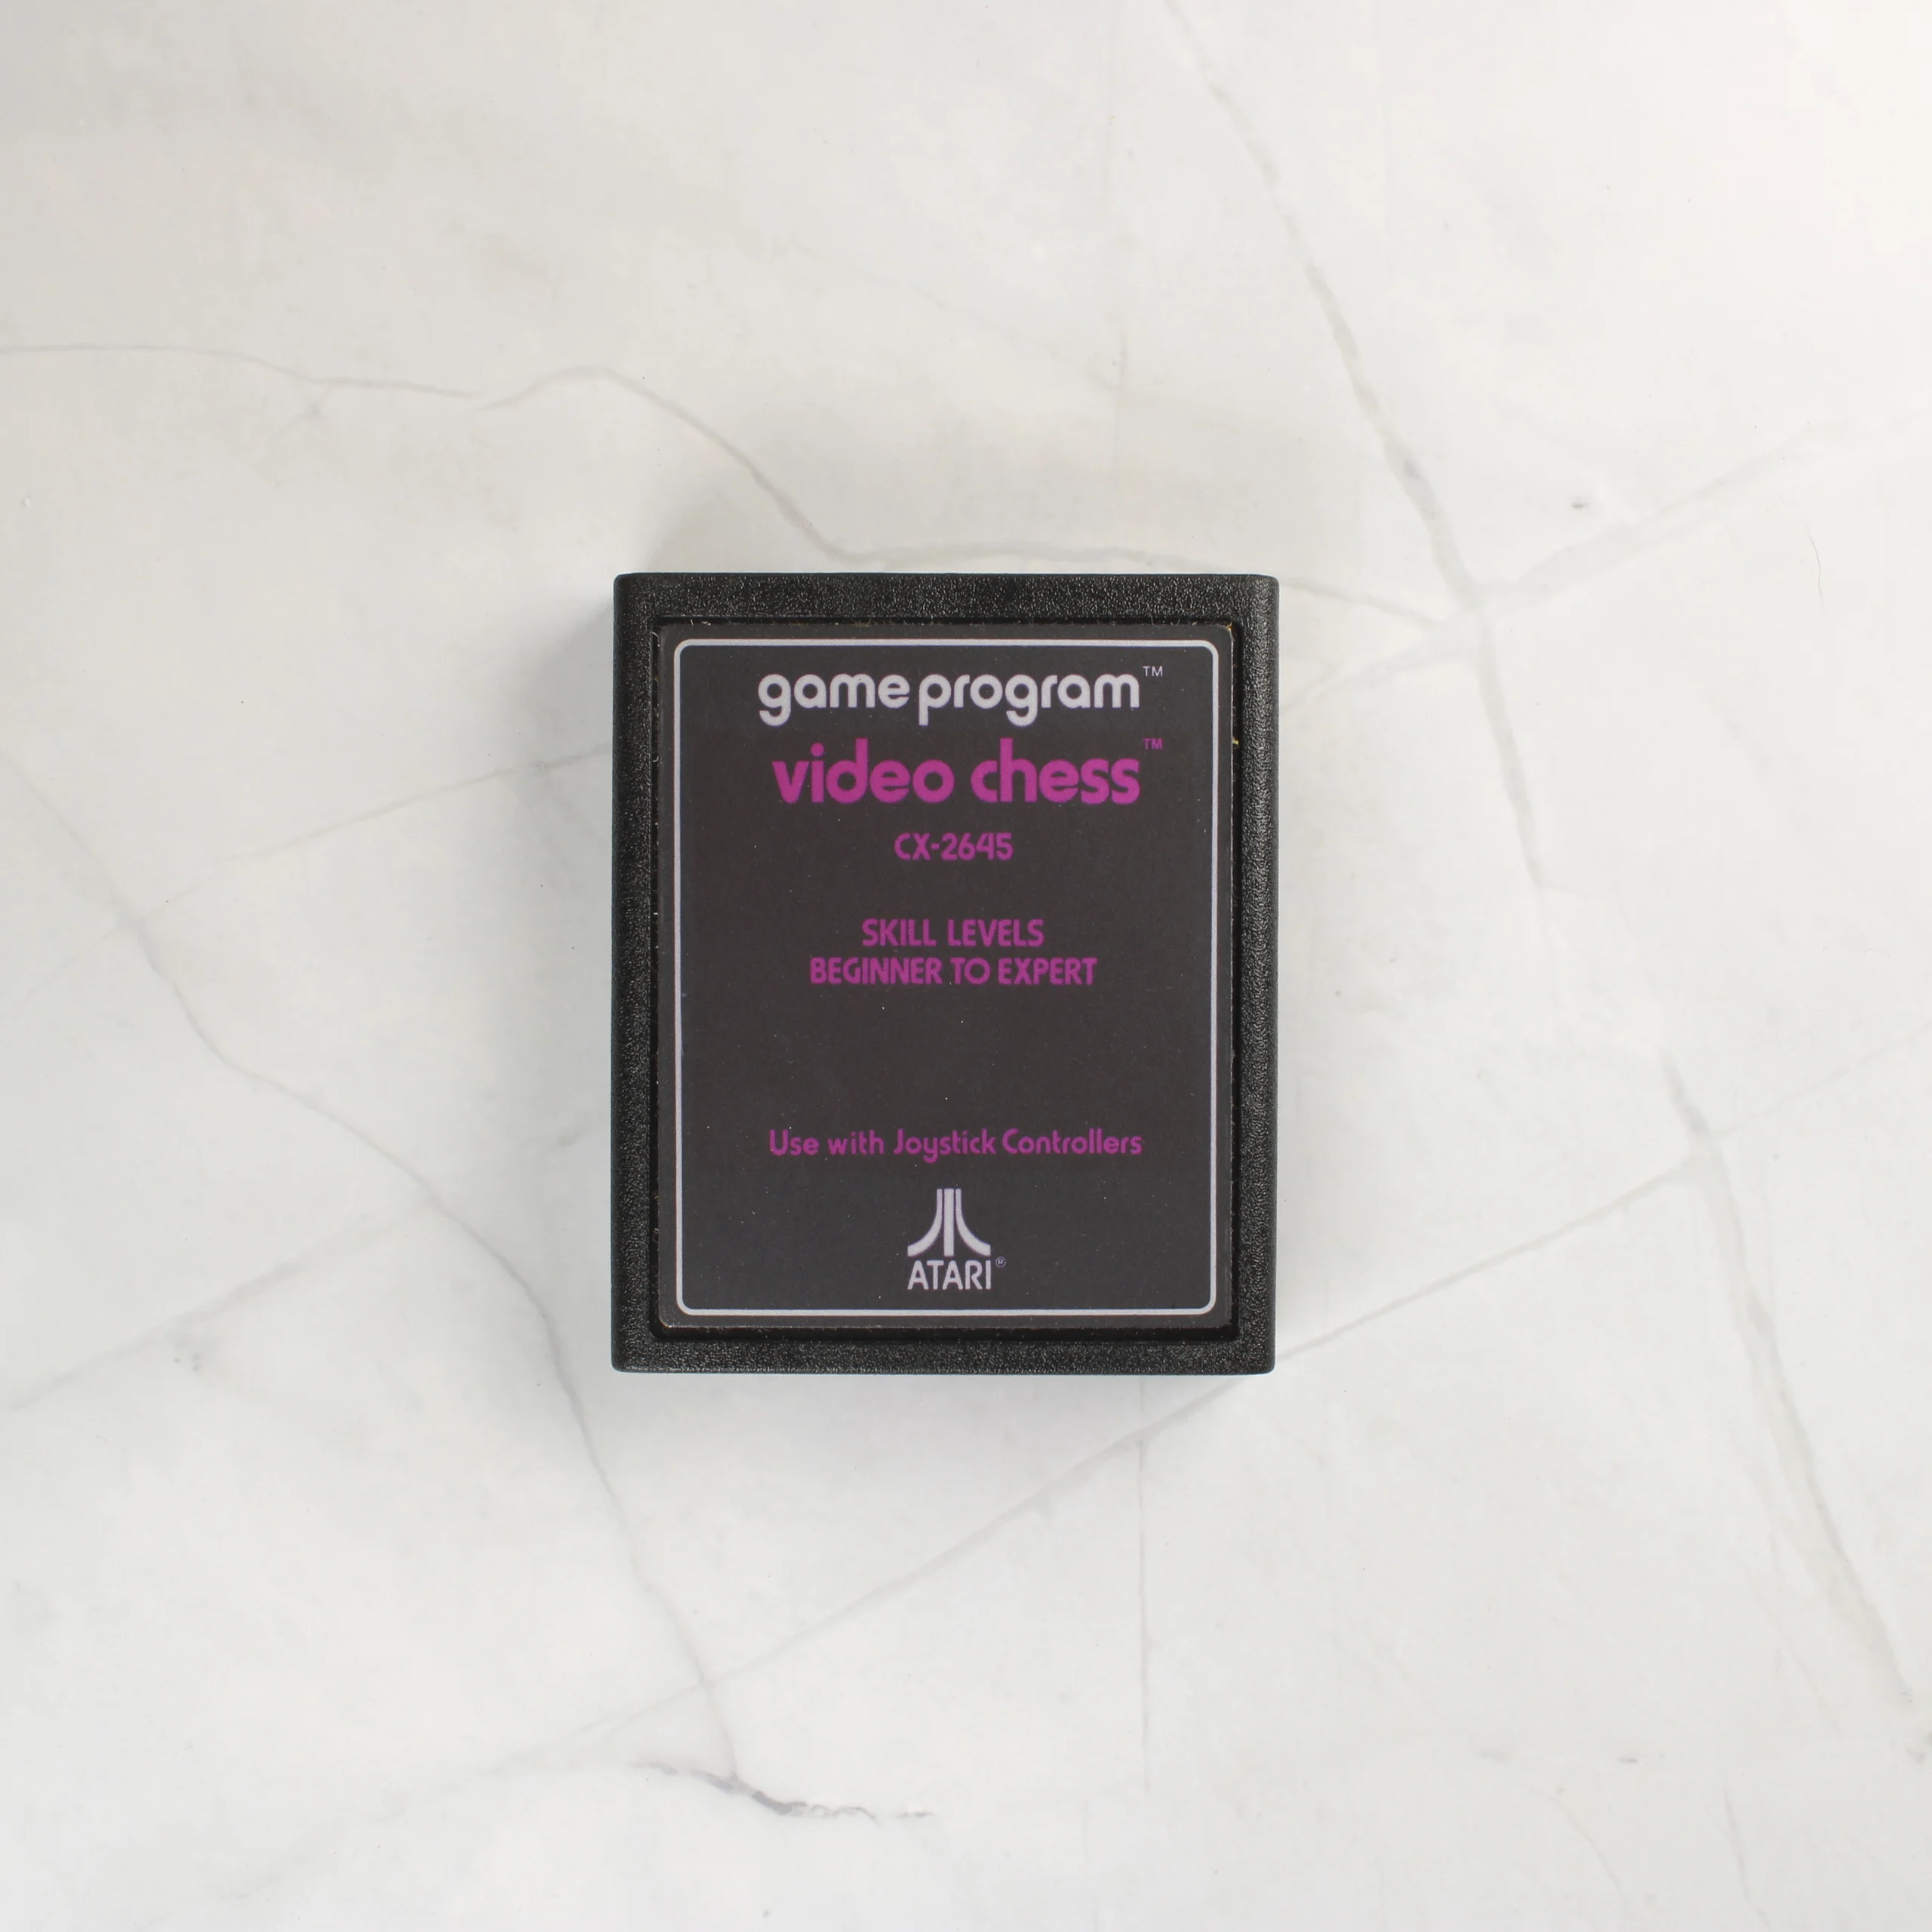 game program™
video chess™
CX-2645
SKILL LEVELS
BEGINNER TO EXPERT
Use with Joystick Controllers
ATARI®